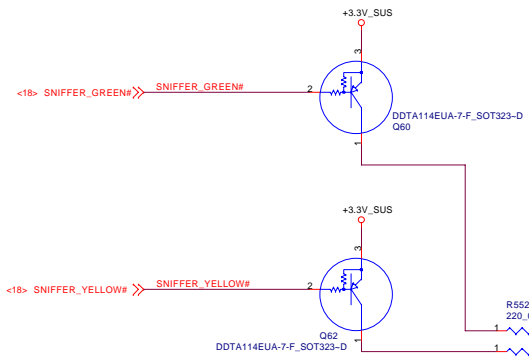 +3.3V_SUS
3
<18> SNIFFER_GREEN#
SNIFFER_GREEN#
2
DDTA114EUA-7-F_SOT323-D
Q60
1
+3.3V_SUS
3
<18> SNIFFER_YELLOW#
SNIFFER_YELLOW#
2
R552
220_
1
Q62
DDTA114EUA-7-F_SOT323-D
1
1